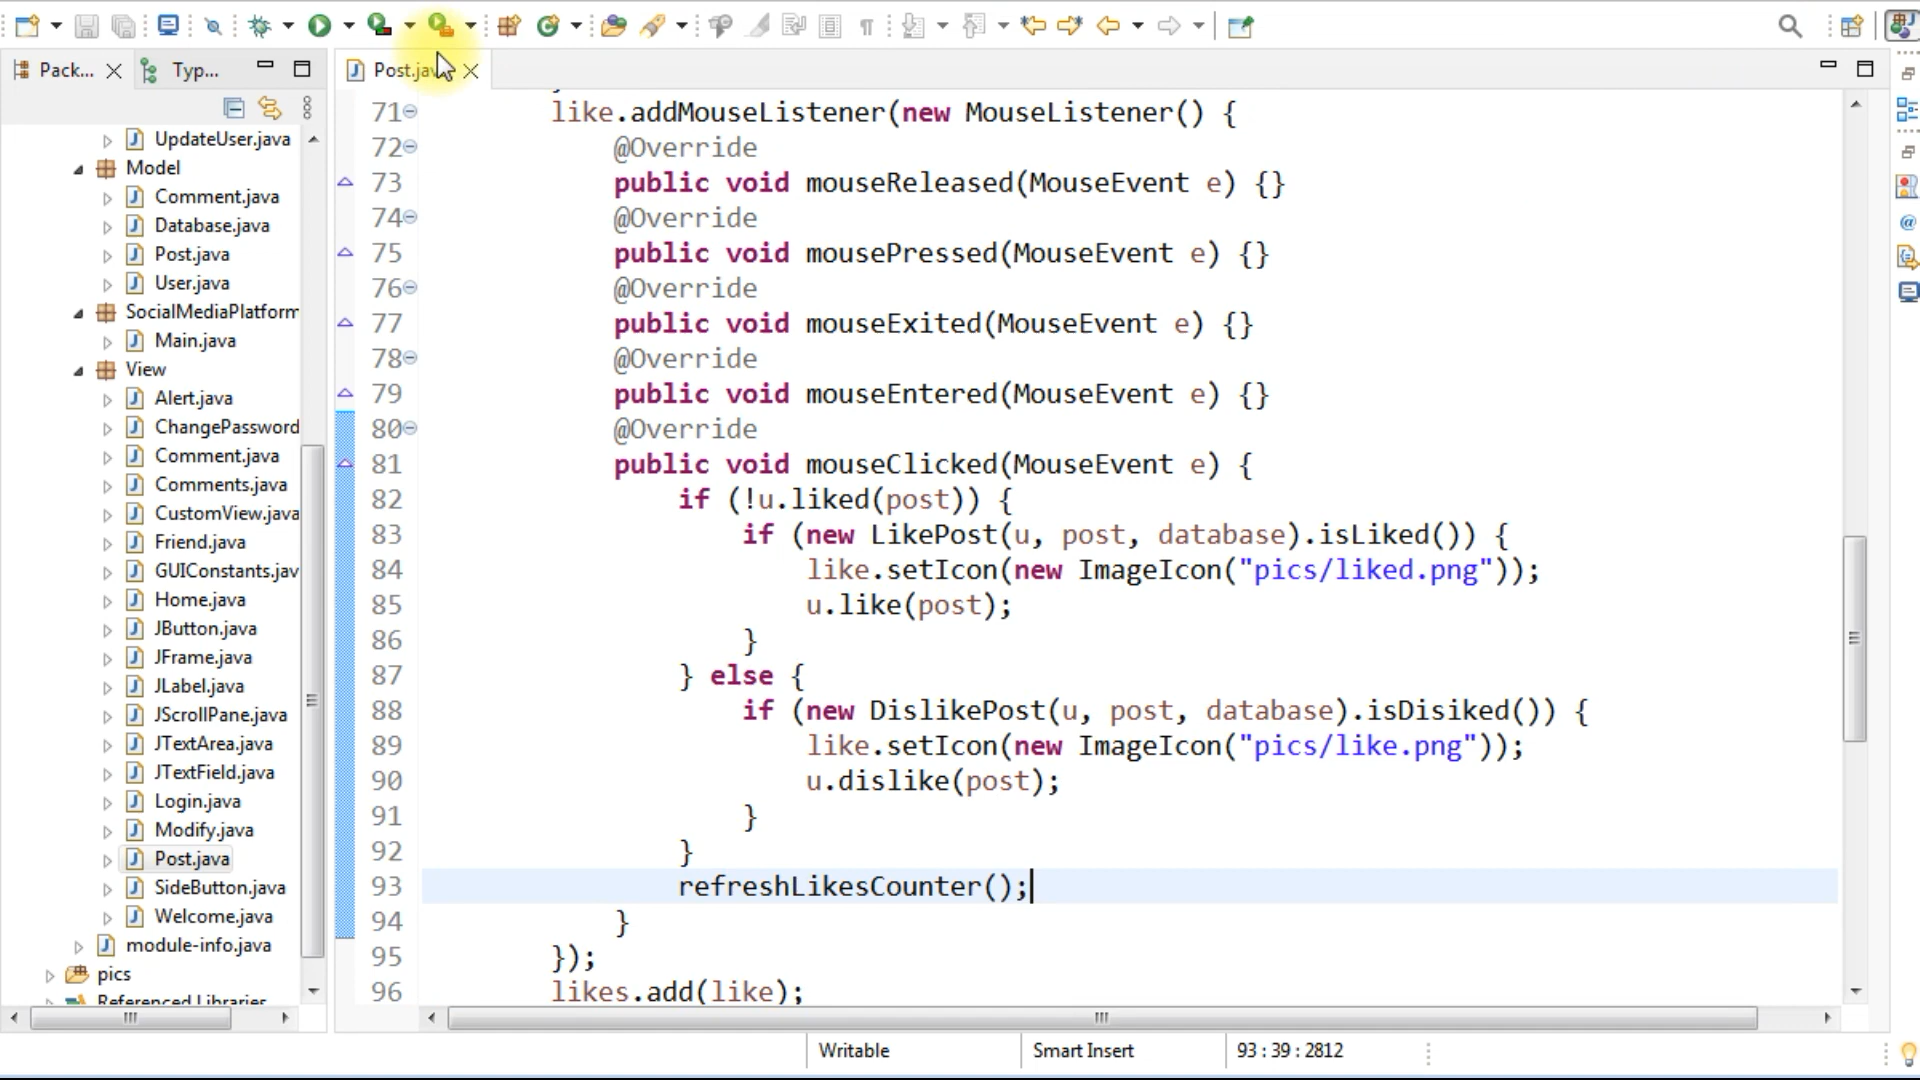 Pack...
Typ...
Post.java
UpdateUser.java
Model
Comment.java
Database.java
Post.java
User.java
SocialMediaPlatform
Main.java
View
Alert.java
ChangePassword
Comment.java
Comments.java
CustomView.java
Friend.java
GUIConstants.jav
Home.java
JButton.java
JFrame.java
JLabel.java
JScrollPane.java
JTextArea.java
JTextField.java
Login.java
Modify.java
Post.java
SideButton.java
Welcome.java
module-info.java
pics
Referenced Libraries
71 like.addMouseListener(new MouseListener() {
72 @Override
73 public void mouseReleased(MouseEvent e) {}
74 @Override
75 public void mousePressed(MouseEvent e) {}
76 @Override
77 public void mouseExited(MouseEvent e) {}
78 @Override
79 public void mouseEntered(MouseEvent e) {}
80 @Override
81 public void mouseClicked(MouseEvent e) {
82 if (!u.liked(post)) {
83 if (new LikePost(u, post, database).isLiked()) {
84 like.setIcon(new ImageIcon("pics/liked.png"));
85 u.like(post);
86 }
87 } else {
88 if (new DislikePost(u, post, database).isDisiked()) {
89 like.setIcon(new ImageIcon("pics/like.png"));
90 u.dislike(post);
91 }
92 }
93 refreshLikesCounter();
94 }
95 });
96 likes.add(like);
Writable
Smart Insert
93 : 39 : 2812